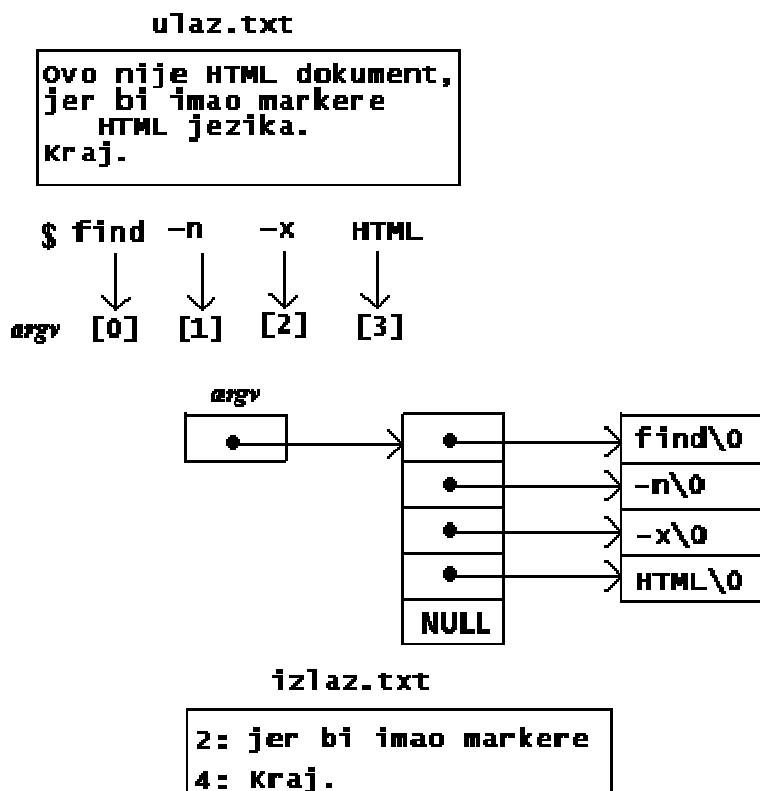 ulaz.txt
Ovo nije HTML dokument,
jer bi imao markere
HTML jezika.
Kraj.
$ find -n -x HTML
argv [0] [1] [2] [3]
argv
find\0
-n\0
-x\0
HTML\0
NULL
izlaz.txt
2: jer bi imao markere
4: Kraj.